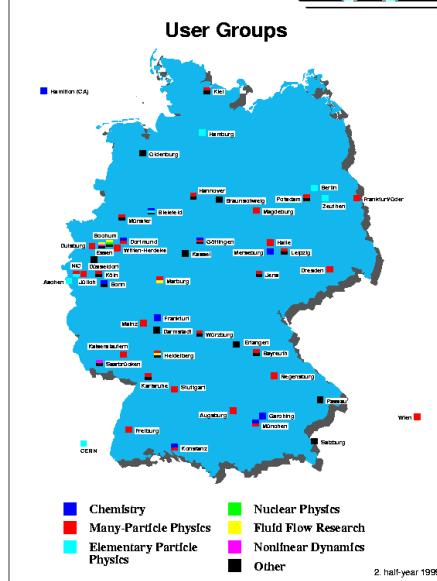 User Groups
Hamilton (CA)
Kiel
Hamburg
Oldenburg
Hannover
Braunschweig
Berlin
Potsdam
Zeuthen
Frankfurt/Oder
Bielefeld
Magdeburg
Münster
Bochum
Dortmund
Göttingen
Halle
Duisburg
Essen
Witten-Herdecke
Kassel
Merseburg
Leipzig
Düsseldorf
NIC
Köln
Dresden
Aachen
Jülich
Bonn
Marburg
Jena
Frankfurt
Mainz
Darmstadt
Würzburg
Erlangen
Kaiserslautern
Heidelberg
Bayreuth
Saarbrücken
Karlsruhe
Stuttgart
Regensburg
Passau
Augsburg
Garching
Wien
München
Freiburg
Salzburg
CERN
Konstanz
Chemistry
Nuclear Physics
Many-Particle Physics
Fluid Flow Research
Elementary Particle
Physics
Nonlinear Dynamics
Other
2. half-year 1999